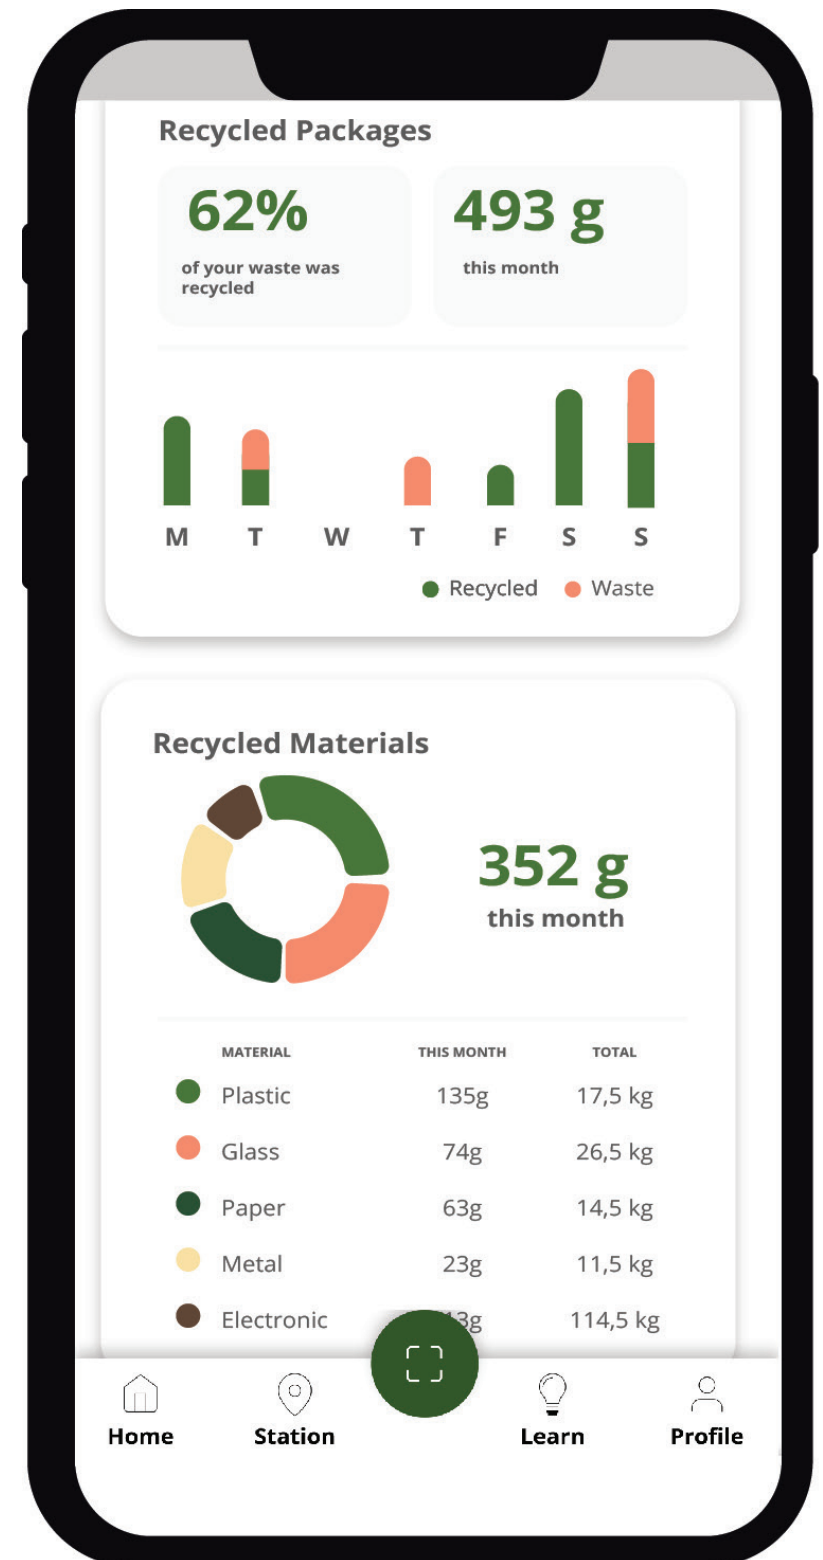 Recycled Packages
62%
493 g
of your waste was
recycled
this month
M T W T F S S
Recycled Waste
Recycled Materials
352 g
this month
MATERIAL THIS MONTH TOTAL
Plastic 135g 17,5 kg
Glass 74g 26,5 kg
Paper 63g 14,5 kg
Metal 23g 11,5 kg
Electronic 114,5 kg
Home Station Learn Profile